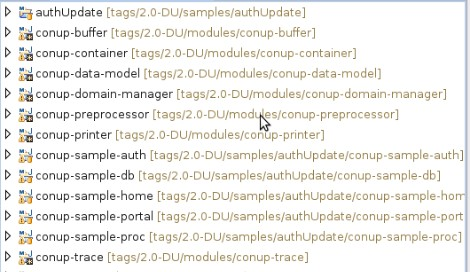 authUpdate [tags/2.0-DU/samples/authUpdate]
conup-buffer [tags/2.0-DU/modules/conup-buffer]
conup-container [tags/2.0-DU/modules/conup-container]
conup-data-model [tags/2.0-DU/modules/conup-data-model]
conup-domain-manager [tags/2.0-DU/modules/conup-domain-manager]
conup-preprocessor [tags/2.0-DU/modules/conup-preprocessor]
conup-printer [tags/2.0-DU/modules/conup-printer]
conup-sample-auth [tags/2.0-DU/samples/authUpdate/conup-sample-auth]
conup-sample-db [tags/2.0-DU/samples/authUpdate/conup-sample-db]
conup-sample-home [tags/2.0-DU/samples/authUpdate/conup-sample-hom
conup-sample-portal [tags/2.0-DU/samples/authUpdate/conup-sample-port
conup-sample-proc [tags/2.0-DU/samples/authUpdate/conup-sample-proc]
conup-trace [tags/2.0-DU/modules/conup-trace]